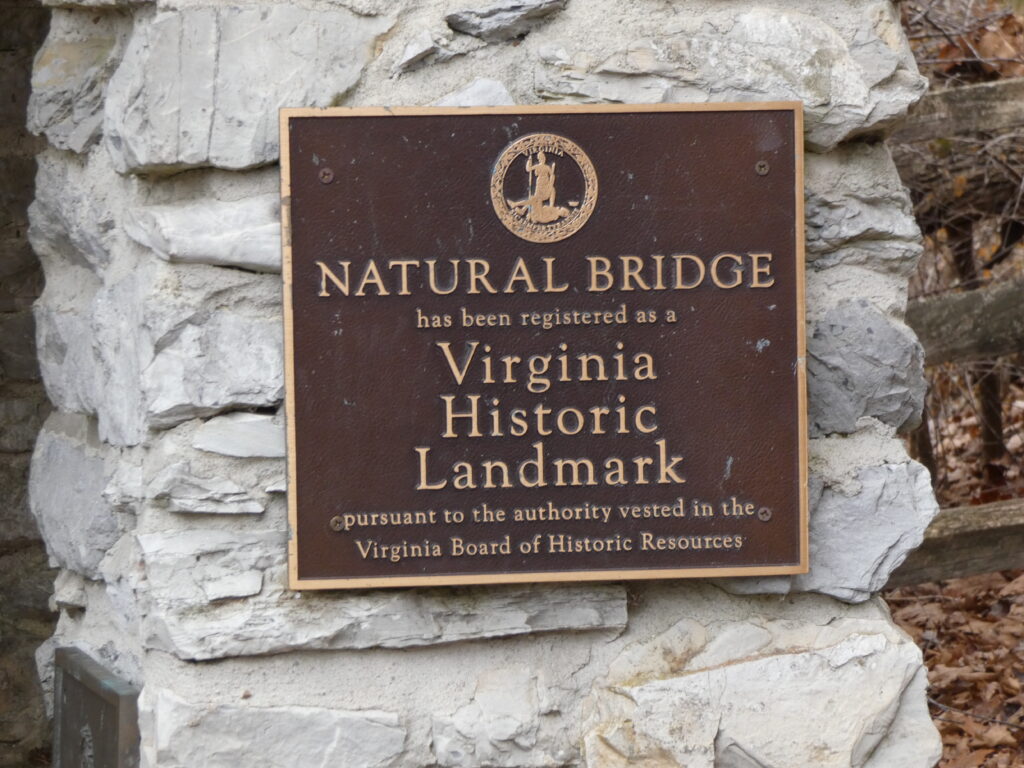 VIRGINIA
NATURAL BRIDGE
has been registered as a
Virginia
Historic
Landmark
pursuant to the authority vested in the
Virginia Board of Historic Resources